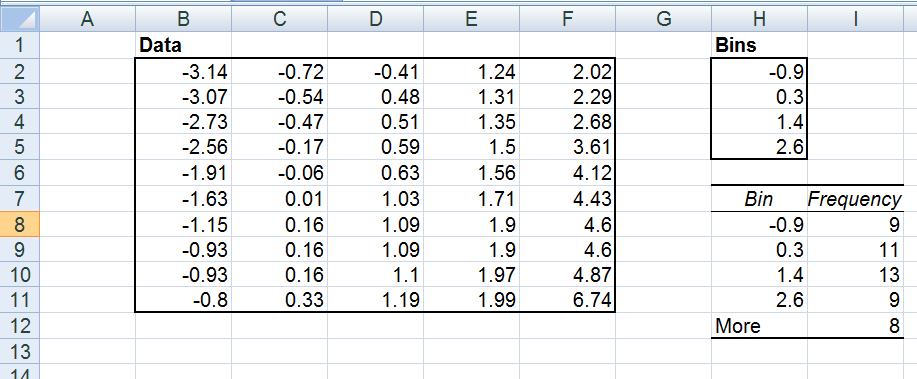 A B C D E F G H I
1 Data Bins
2 -3.14 -0.72 -0.41 1.24 2.02 -0.9
3 -3.07 -0.54 0.48 1.31 2.29 0.3
4 -2.73 -0.47 0.51 1.35 2.68 1.4
5 -2.56 -0.17 0.59 1.5 3.61 2.6
6 -1.91 -0.06 0.63 1.56 4.12
7 -1.63 0.01 1.03 1.71 4.43 Bin Frequency
8 -1.15 0.16 1.09 1.9 4.6 -0.9 9
9 -0.93 0.16 1.09 1.9 4.6 0.3 11
10 -0.93 0.16 1.1 1.97 4.87 1.4 13
11 -0.8 0.33 1.19 1.99 6.74 2.6 9
12 More 8
13
14